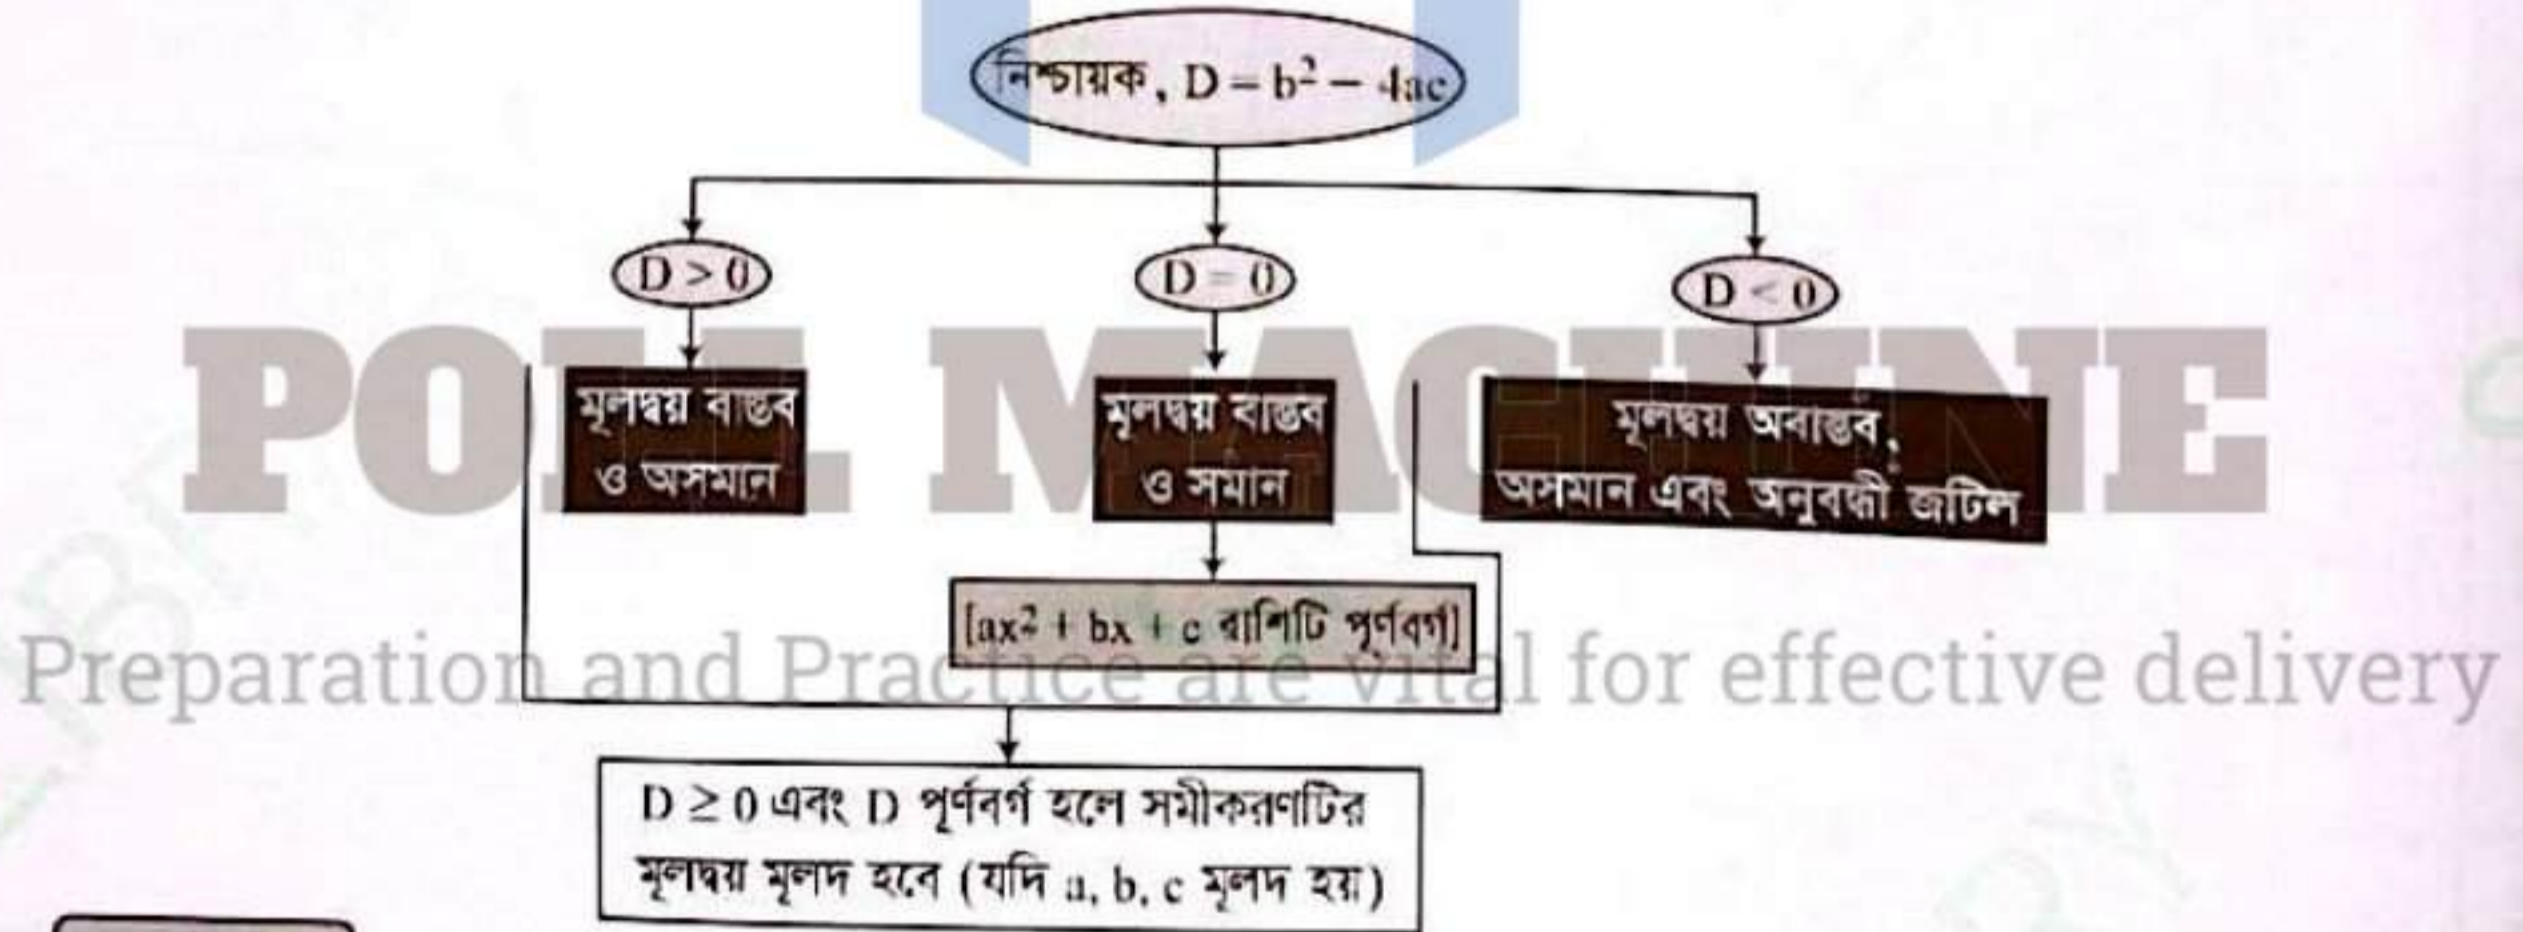 নিশ্চায়ক, D = b² – 4ac
D > 0
D = 0
D < 0
মূলদ্বয় বাস্তব
ও অসমান
মূলদ্বয় বাস্তব
ও সমান
মূলদ্বয় অবাস্তব,
অসমান এবং অনুবন্ধী জটিল
POLL MACHINE
[ax² + bx + c রাশিটি পূর্ণবর্গ]
Preparation and Practice are vital for effective delivery
D ≥ 0 এবং D পূর্ণবর্গ হলে সমীকরণটির
মূলদ্বয় মূলদ হবে (যদি a, b, c মূলদ হয়)